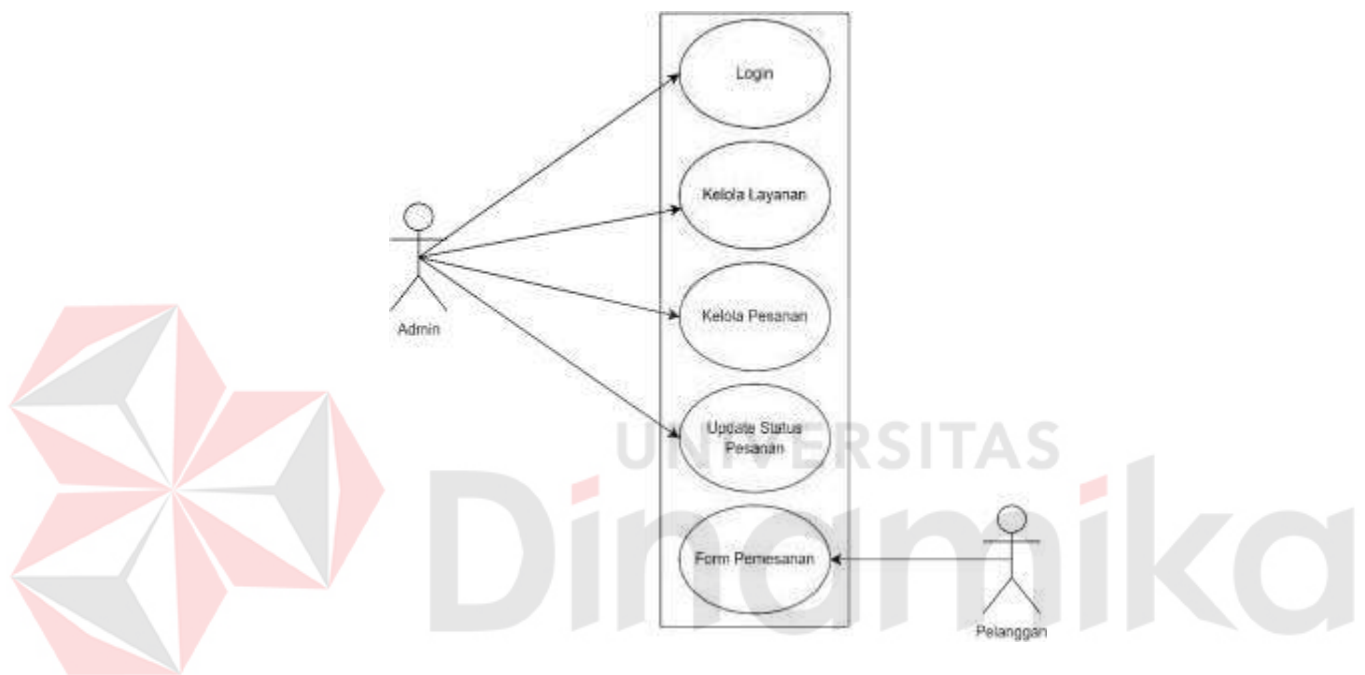 Login
Kelola Layanan
Kelola Pesanan
Update Status
Pesanan
Form Pemesanan
Admin
Pelanggan
UNIVERSITAS
Dinamika